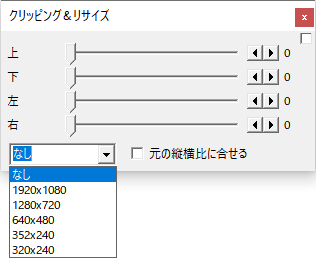 クリッピング＆リサイズ
上 0
下 0
左 0
右 0
なし 元の縦横比に合せる
なし
1920x1080
1280x720
640x480
352x240
320x240